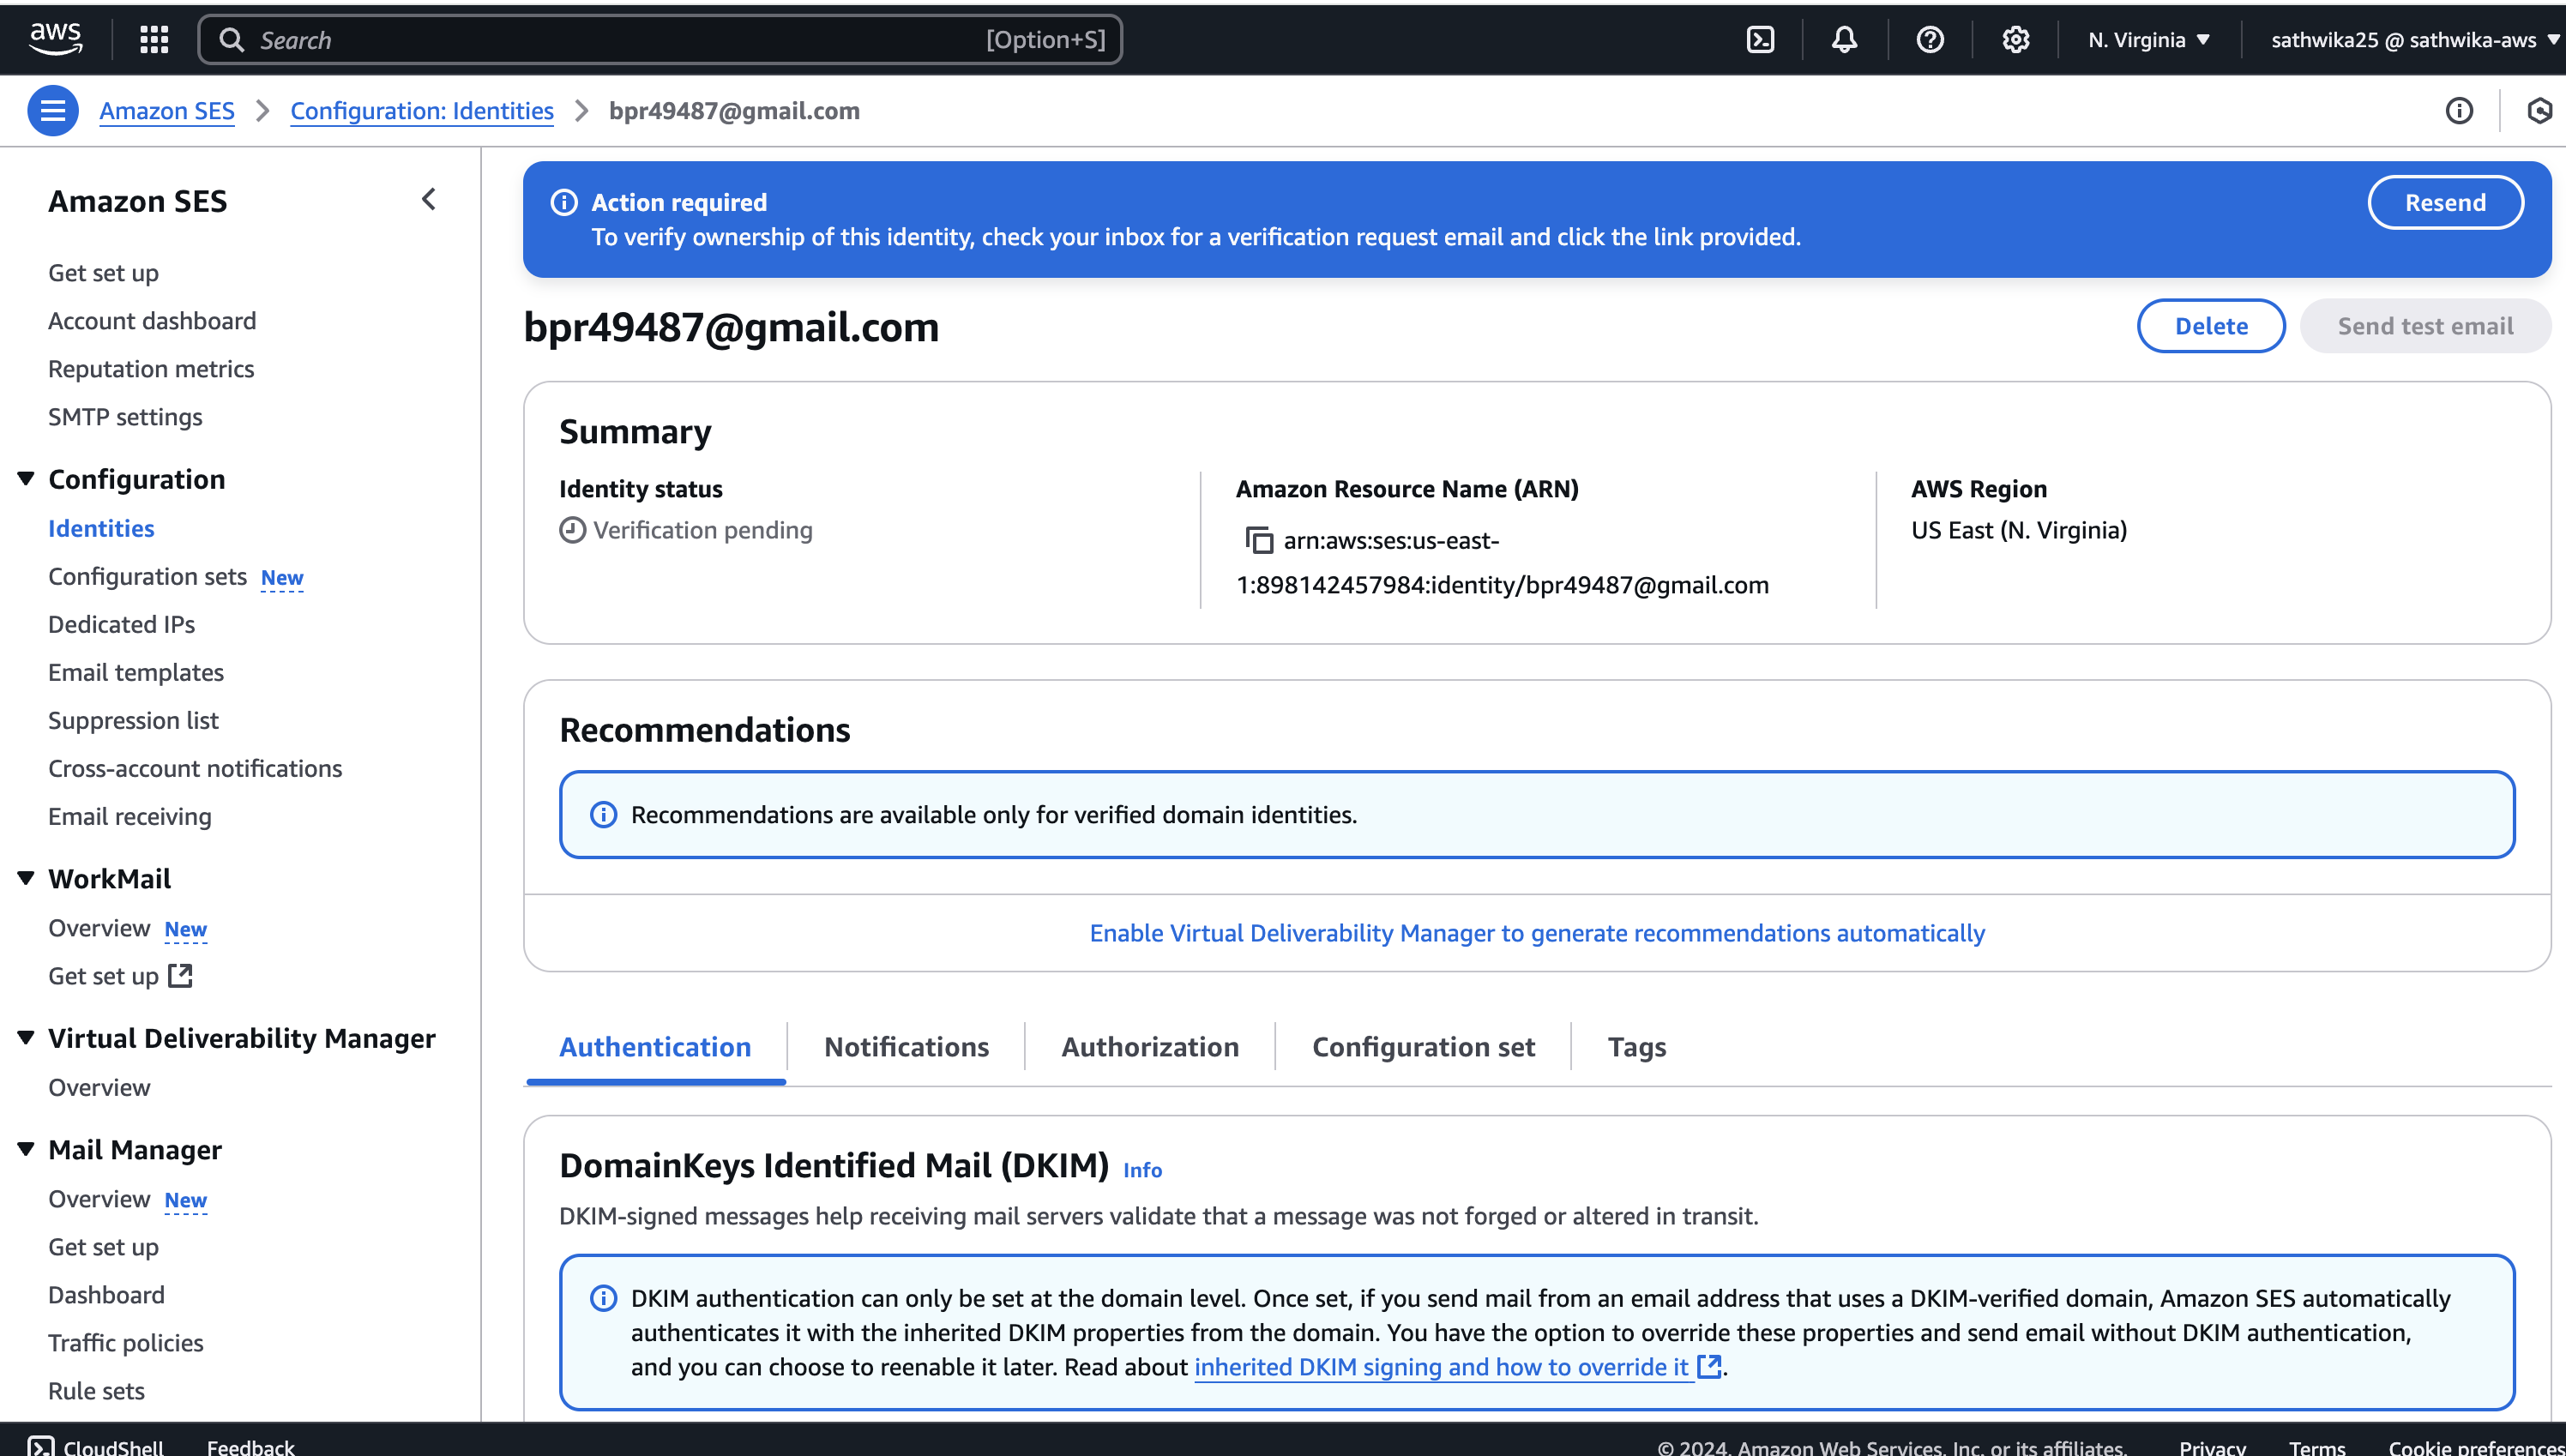 aws
Search [Option+S]
N. Virginia ▼
sathwika25 @ sathwika-aws ▼
Amazon SES > Configuration: Identities > bpr49487@gmail.com
Amazon SES
Get set up
Account dashboard
Reputation metrics
SMTP settings
Configuration
Identities
Configuration sets New
Dedicated IPs
Email templates
Suppression list
Cross-account notifications
Email receiving
WorkMail
Overview New
Get set up
Virtual Deliverability Manager
Overview
Mail Manager
Overview New
Get set up
Dashboard
Traffic policies
Rule sets
Action required
To verify ownership of this identity, check your inbox for a verification request email and click the link provided.
Resend
bpr49487@gmail.com
Delete
Send test email
Summary
Identity status
Verification pending
Amazon Resource Name (ARN)
arn:aws:ses:us-east-
1:898142457984:identity/bpr49487@gmail.com
AWS Region
US East (N. Virginia)
Recommendations
Recommendations are available only for verified domain identities.
Enable Virtual Deliverability Manager to generate recommendations automatically
Authentication
Notifications
Authorization
Configuration set
Tags
DomainKeys Identified Mail (DKIM) Info
DKIM-signed messages help receiving mail servers validate that a message was not forged or altered in transit.
DKIM authentication can only be set at the domain level. Once set, if you send mail from an email address that uses a DKIM-verified domain, Amazon SES automatically
authenticates it with the inherited DKIM properties from the domain. You have the option to override these properties and send email without DKIM authentication,
and you can choose to reenable it later. Read about inherited DKIM signing and how to override it.
CloudShell
Feedback
© 2024, Amazon Web Services, Inc. or its affiliates.
Privacy
Terms
Cookie preferences